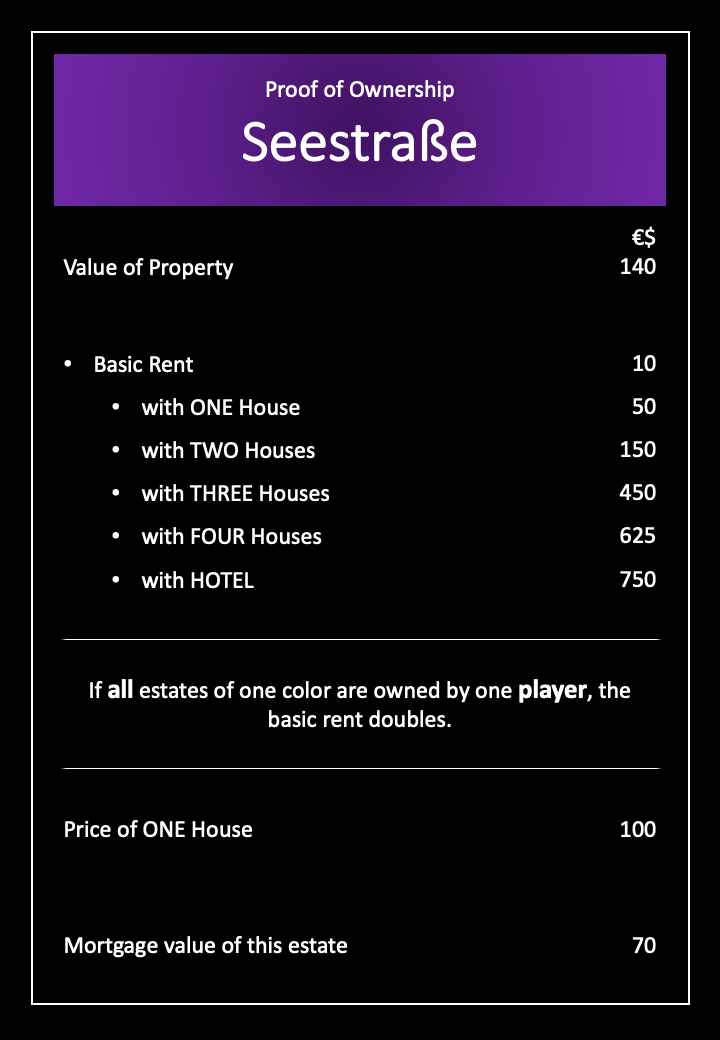 Proof of Ownership
Seestraße
€$
Value of Property 140
• Basic Rent 10
• with ONE House 50
• with TWO Houses 150
• with THREE Houses 450
• with FOUR Houses 625
• with HOTEL 750
If all estates of one color are owned by one player, the
basic rent doubles.
Price of ONE House 100
Mortgage value of this estate 70